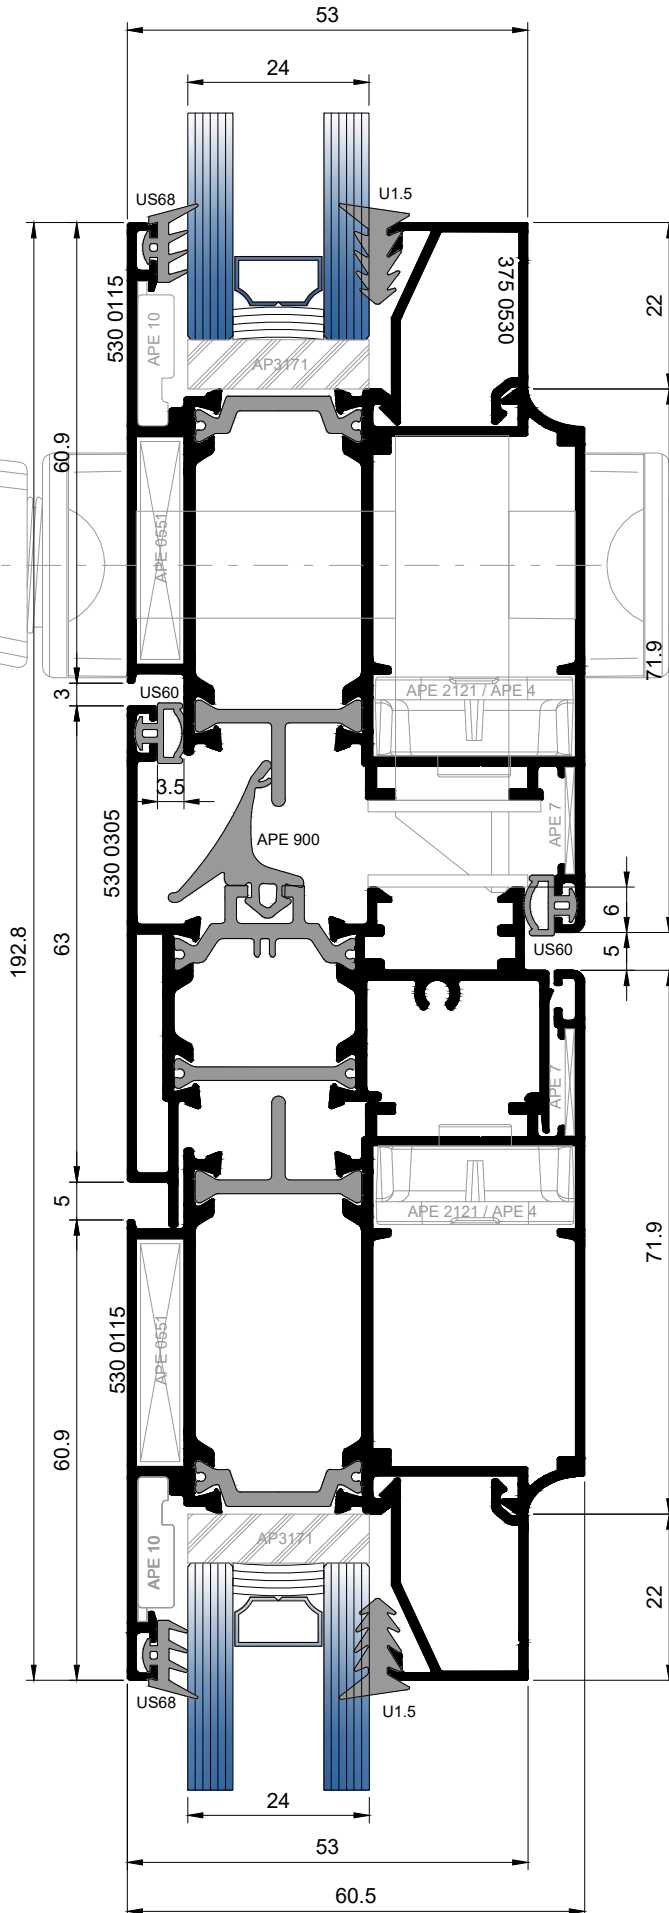 53
24
US68
U1.5
530 0115
APE 10
375 0530
22
AP3171
60.9
APE 0551
71.9
3
US60
APE 2121 / APE 4
3.5
530 0305
APE 900
APE 7
192.8
63
6
US60
5
APE 7
5
APE 2121 / APE 4
71.9
530 0115
APE 0551
60.9
AP3171
APE 10
22
US68
U1.5
24
53
60.5